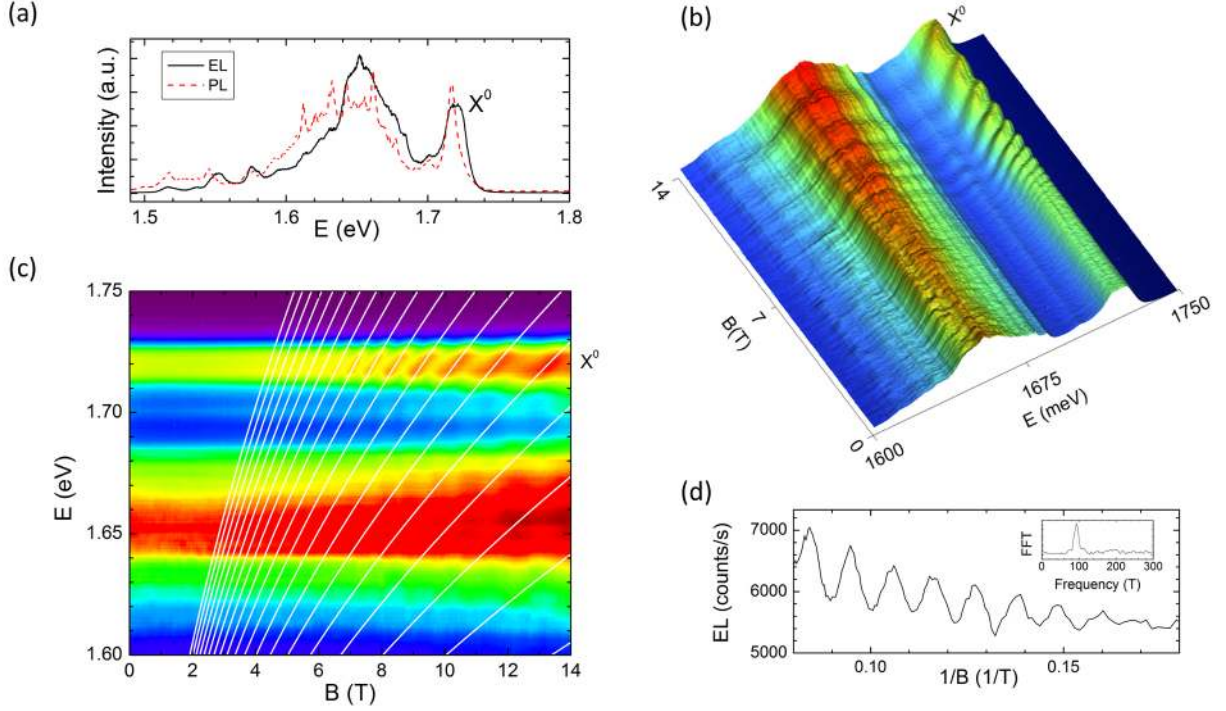 (a)
Intensity (a.u.)
EL
PL
X⁰
1.5
1.6
1.7
1.8
E (eV)
(b)
X⁰
14
7
0
B(T)
1600
1675
1750
E (meV)
(c)
1.75
1.70
1.65
1.60
E (eV)
X⁰
0
2
4
6
8
10
12
14
B (T)
(d)
7000
6000
5000
EL (counts/s)
FFT
0
100
200
300
Frequency (T)
0.10
0.15
1/B (1/T)